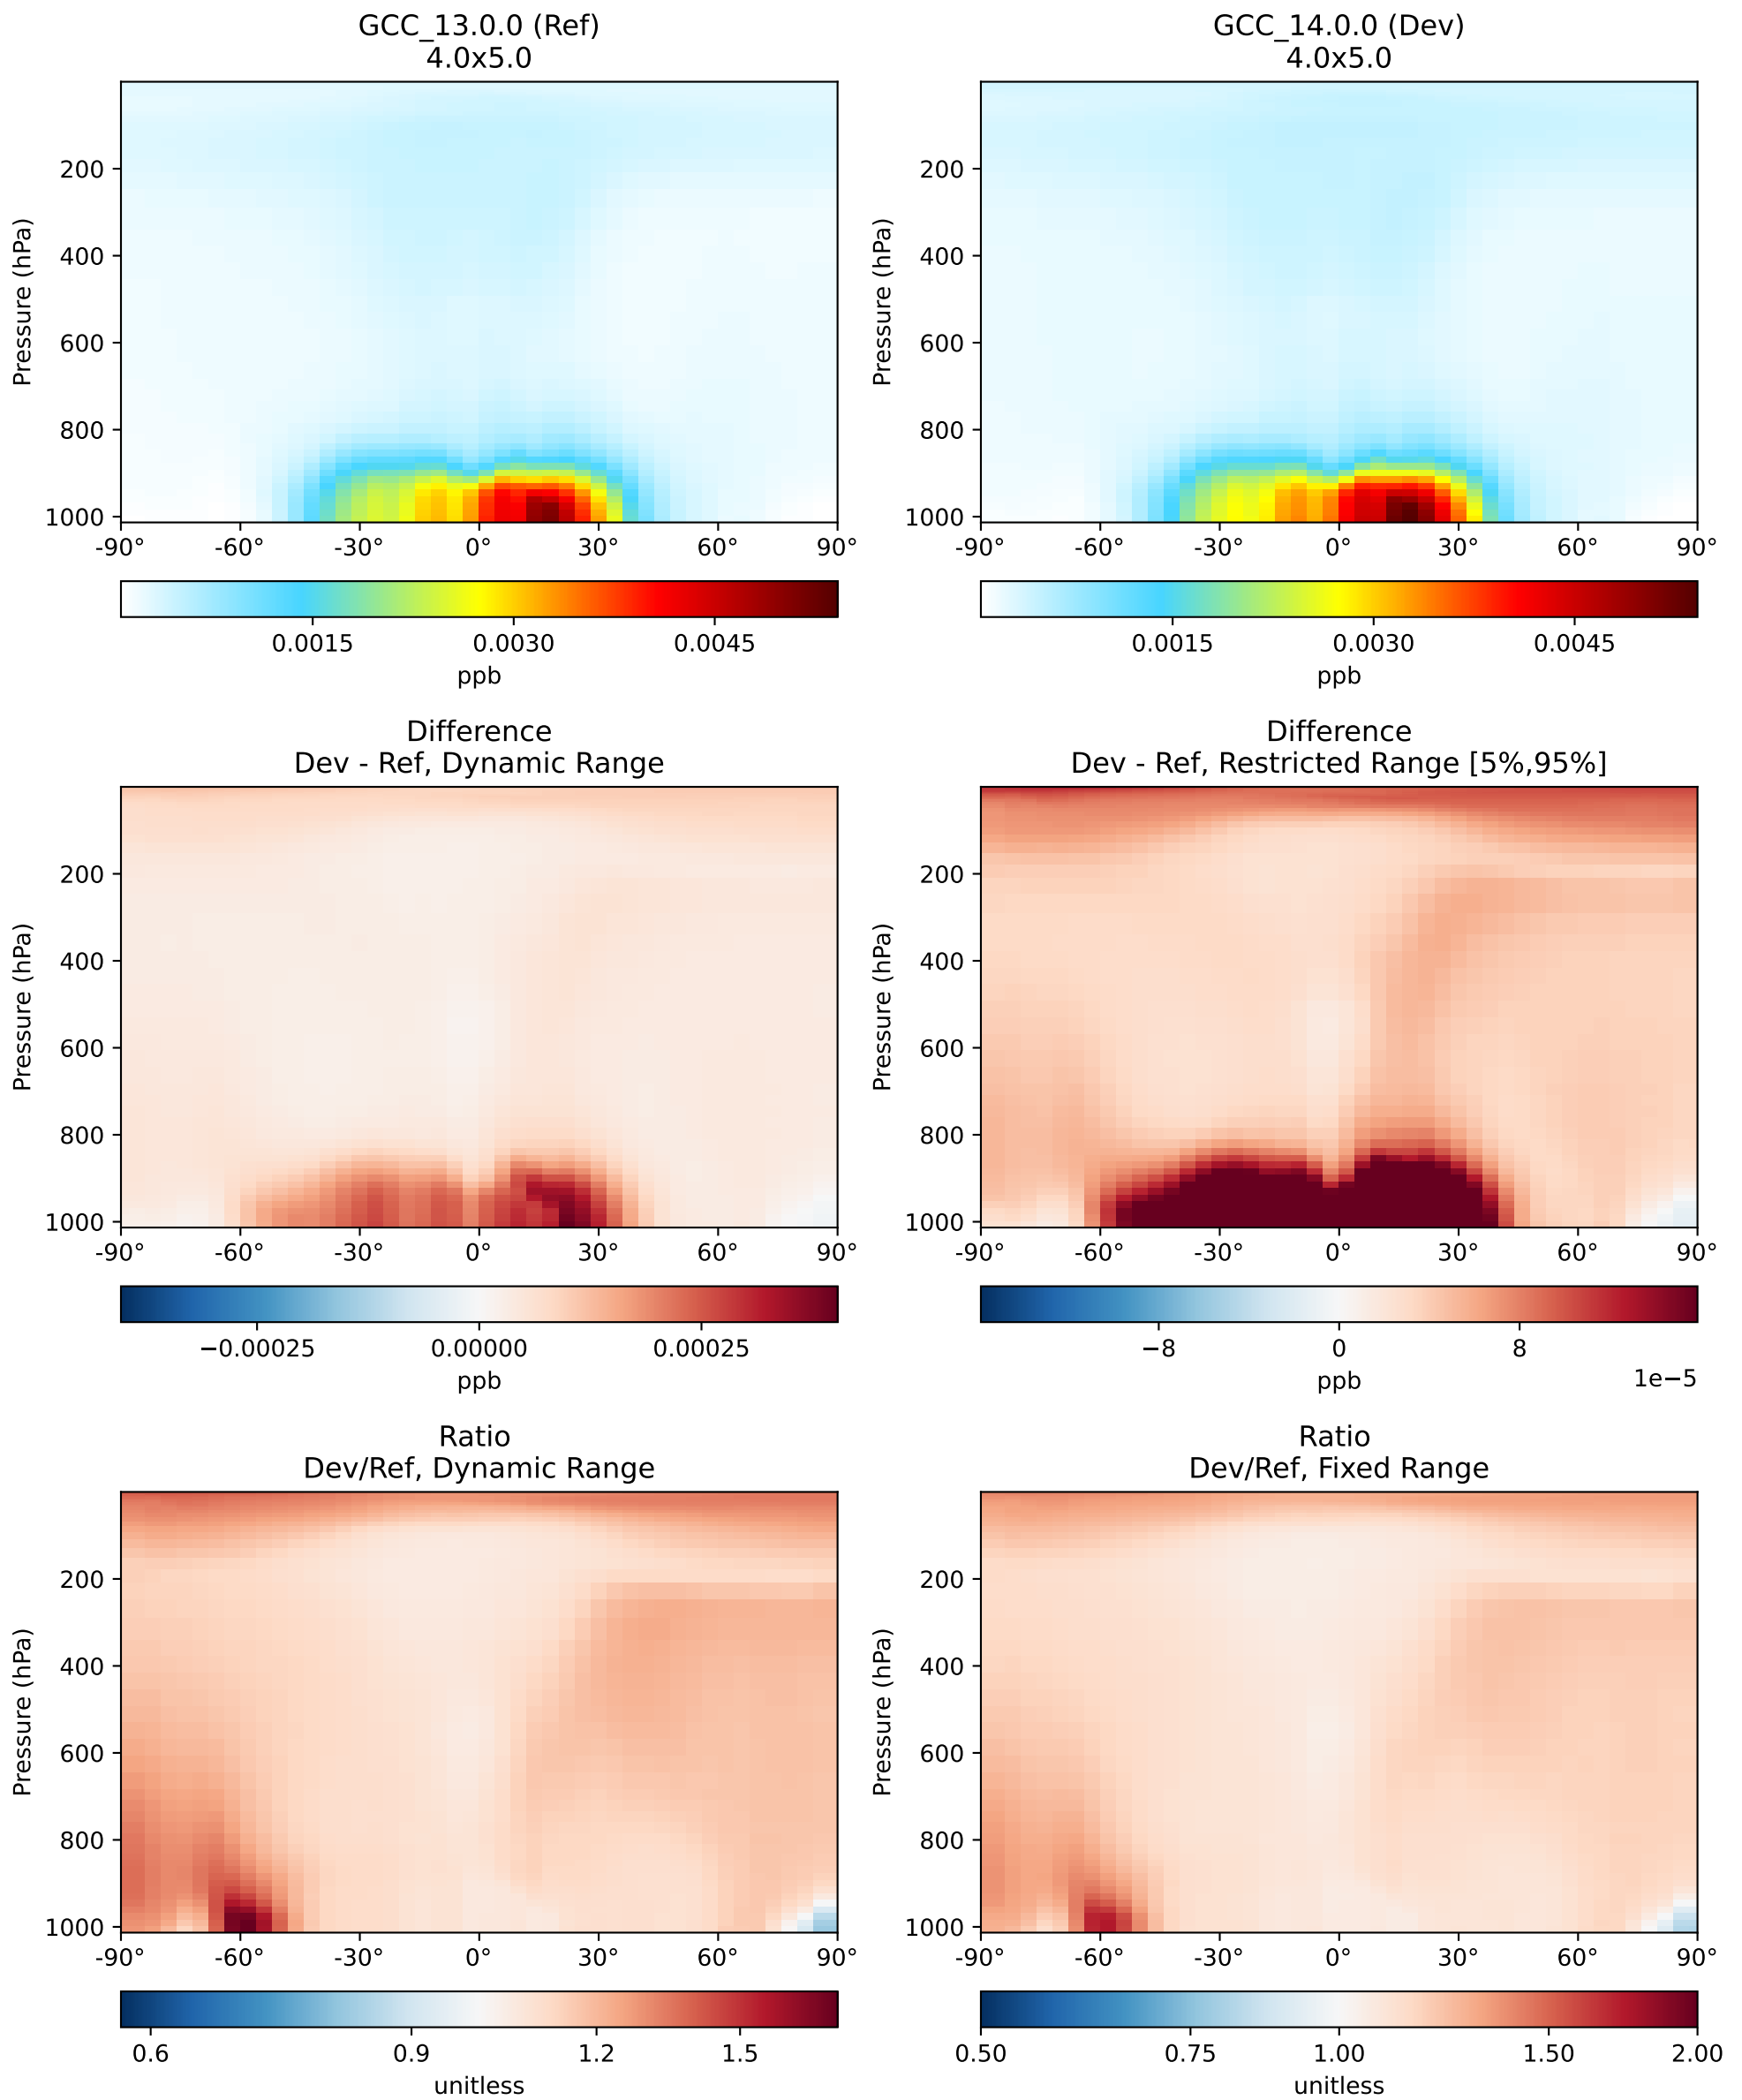 GCC_13.0.0 (Ref)
4.0x5.0
GCC_14.0.0 (Dev)
4.0x5.0
Pressure (hPa)
200
400
600
800
1000
-90° -60° -30° 0° 30° 60° 90°
0.0015 0.0030 0.0045
ppb
Pressure (hPa)
200
400
600
800
1000
-90° -60° -30° 0° 30° 60° 90°
0.0015 0.0030 0.0045
ppb
Difference
Dev - Ref, Dynamic Range
Pressure (hPa)
200
400
600
800
1000
-90° -60° -30° 0° 30° 60° 90°
−0.00025 0.00000 0.00025
ppb
Difference
Dev - Ref, Restricted Range [5%,95%]
Pressure (hPa)
200
400
600
800
1000
-90° -60° -30° 0° 30° 60° 90°
−8 0 8
1e−5
ppb
Ratio
Dev/Ref, Dynamic Range
Pressure (hPa)
200
400
600
800
1000
-90° -60° -30° 0° 30° 60° 90°
0.6 0.9 1.2 1.5
unitless
Ratio
Dev/Ref, Fixed Range
Pressure (hPa)
200
400
600
800
1000
-90° -60° -30° 0° 30° 60° 90°
0.50 0.75 1.00 1.50 2.00
unitless